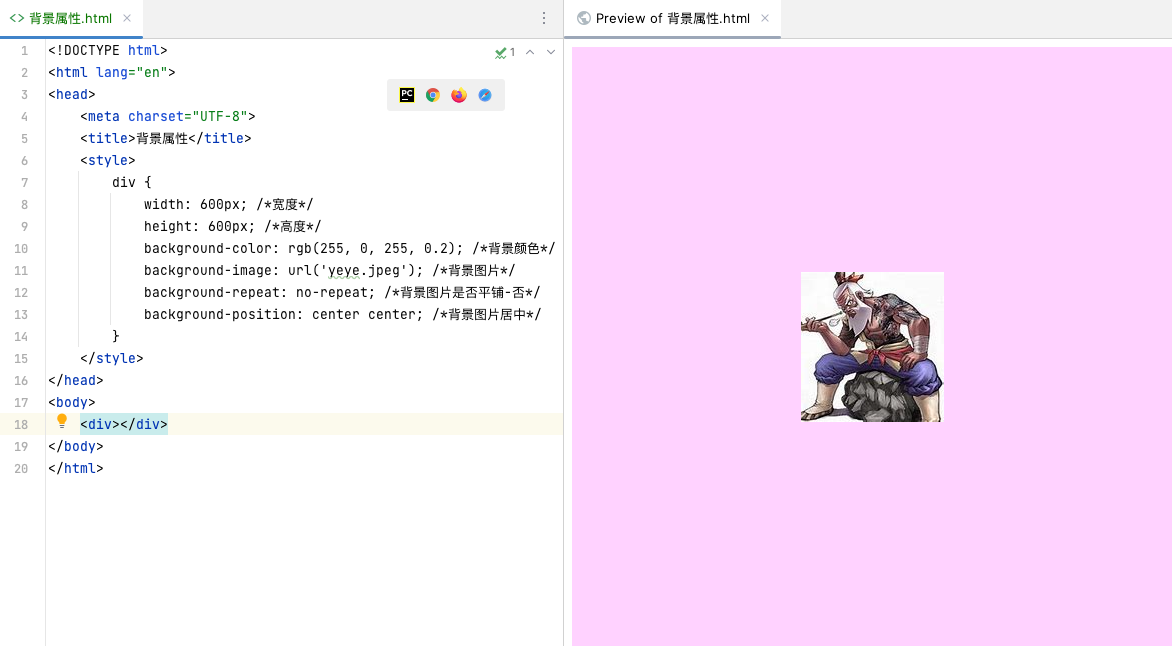 背景属性.html
Preview of 背景属性.html
1 <!DOCTYPE html>
1
2 <html lang="en">
3 <head>
PC
4 <meta charset="UTF-8">
5 <title>背景属性</title>
6 <style>
7 div {
8 width: 600px; /*宽度*/
9 height: 600px; /*高度*/
10 background-color: rgb(255, 0, 255, 0.2); /*背景颜色*/
11 background-image: url('yeye.jpeg'); /*背景图片*/
12 background-repeat: no-repeat; /*背景图片是否平铺-否*/
13 background-position: center center; /*背景图片居中*/
14 }
15 </style>
16 </head>
17 <body>
18 <div></div>
19 </body>
20 </html>